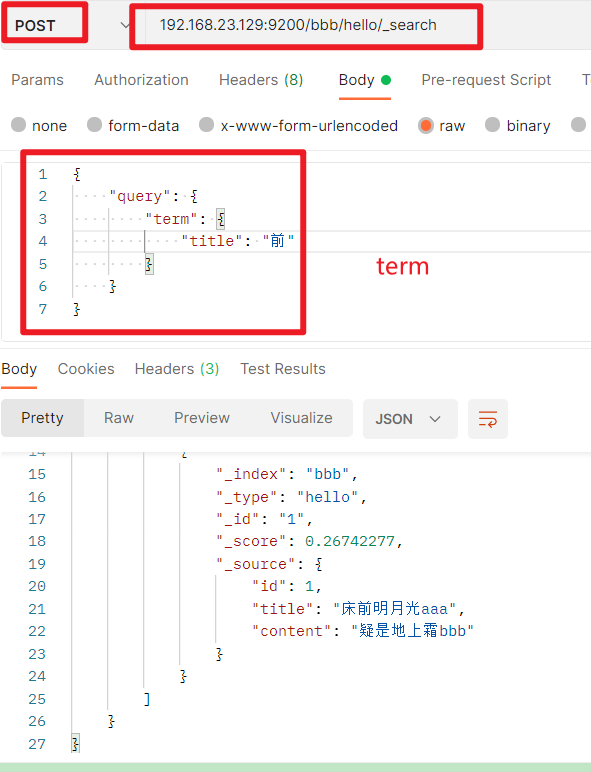 POST 192.168.23.129:9200/bbb/hello/_search
Params Authorization Headers (8) Body Pre-request Script
none form-data x-www-form-urlencoded raw binary
1 {
2 "query": {
3 "term": {
4 "title": "前"
5 }
6 }
7 }
term
Body Cookies Headers (3) Test Results
Pretty Raw Preview Visualize JSON
14 {
15 "_index": "bbb",
16 "_type": "hello",
17 "_id": "1",
18 "_score": 0.26742277,
19 "_source": {
20 "id": 1,
21 "title": "床前明月光aaa",
22 "content": "疑是地上霜bbb"
23 }
24 }
25 ]
26 }
27 }